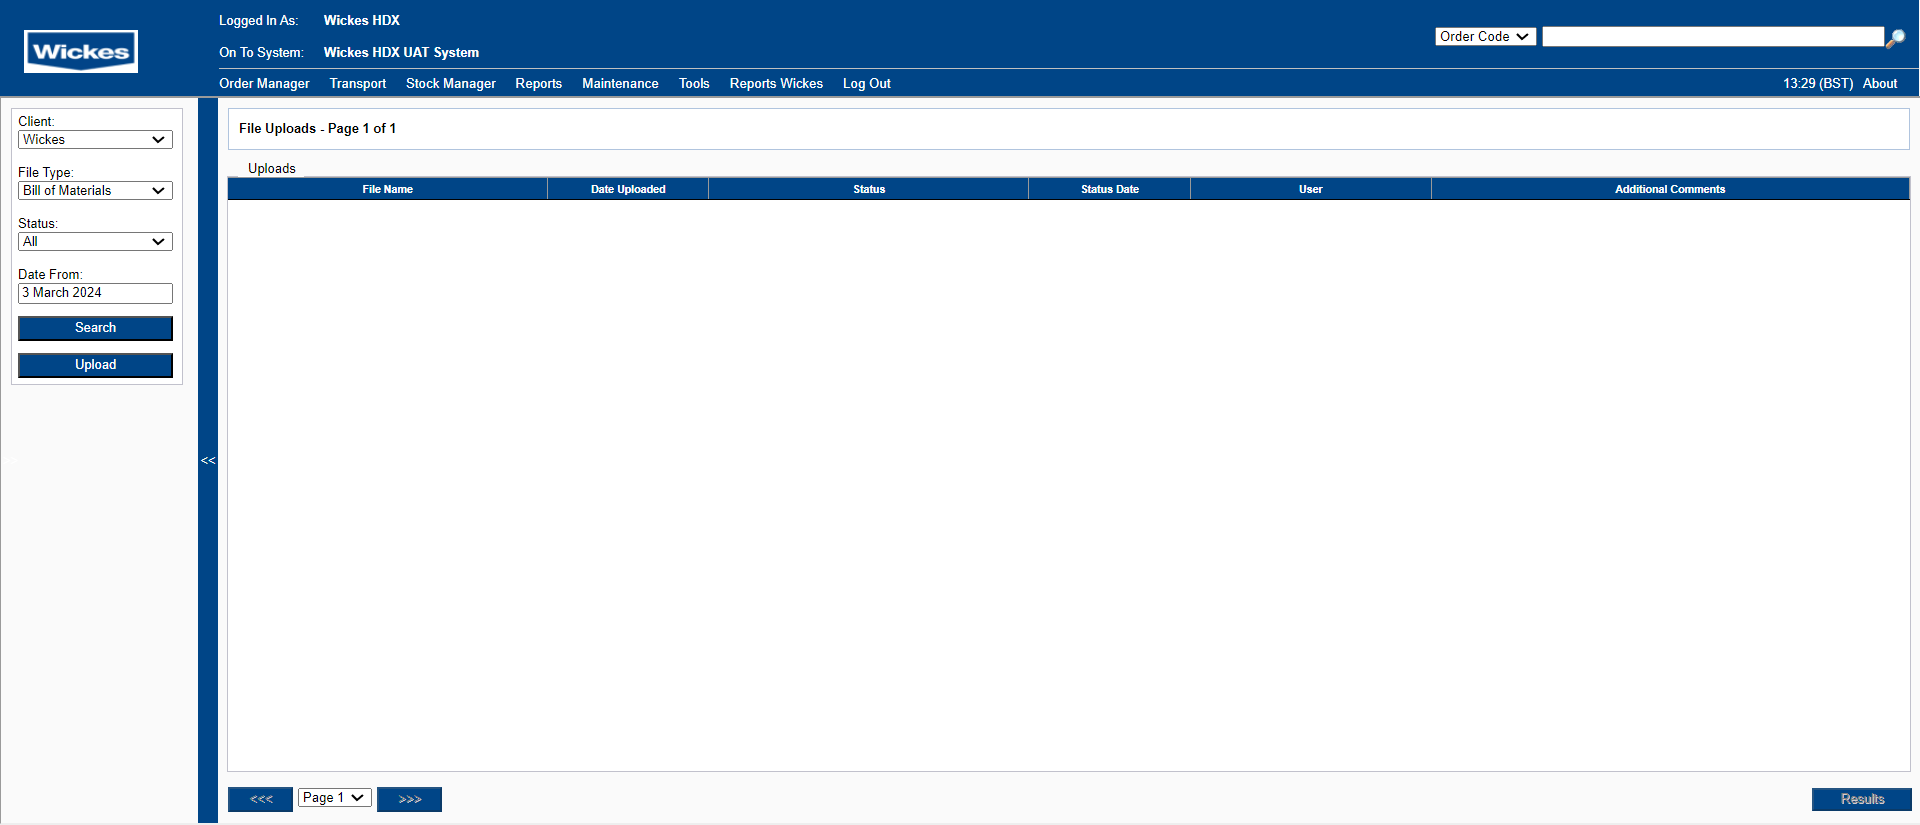 Wickes
Logged In As: Wickes HDX
On To System: Wickes HDX UAT System
Order Code
Order Manager Transport Stock Manager Reports Maintenance Tools Reports Wickes Log Out 13:29 (BST) About
Client:
Wickes
File Type:
Bill of Materials
Status:
All
Date From:
3 March 2024
Search
Upload
<<
File Uploads - Page 1 of 1
Uploads
File Name Date Uploaded Status Status Date User Additional Comments
<<< Page 1 >>> Results